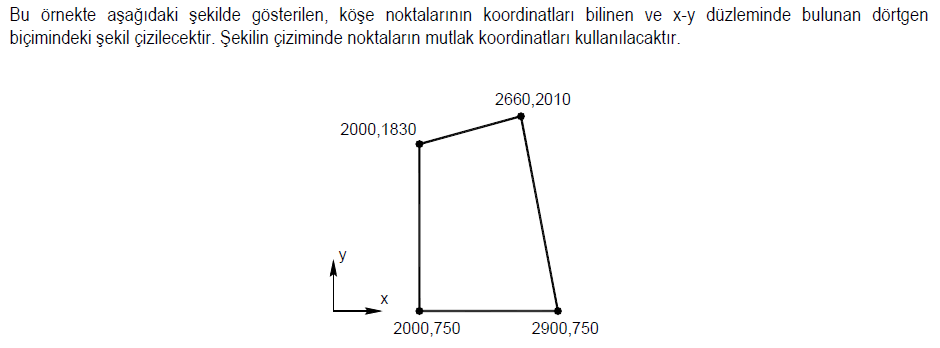 Bu örnekte aşağıdaki şekilde gösterilen, köşe noktalarının koordinatları bilinen ve x-y düzleminde bulunan dörtgen
biçimindeki şekil çizilecektir. Şekilin çiziminde noktaların mutlak koordinatları kullanılacaktır.
2660,2010
2000,1830
y
x
2000,750
2900,750